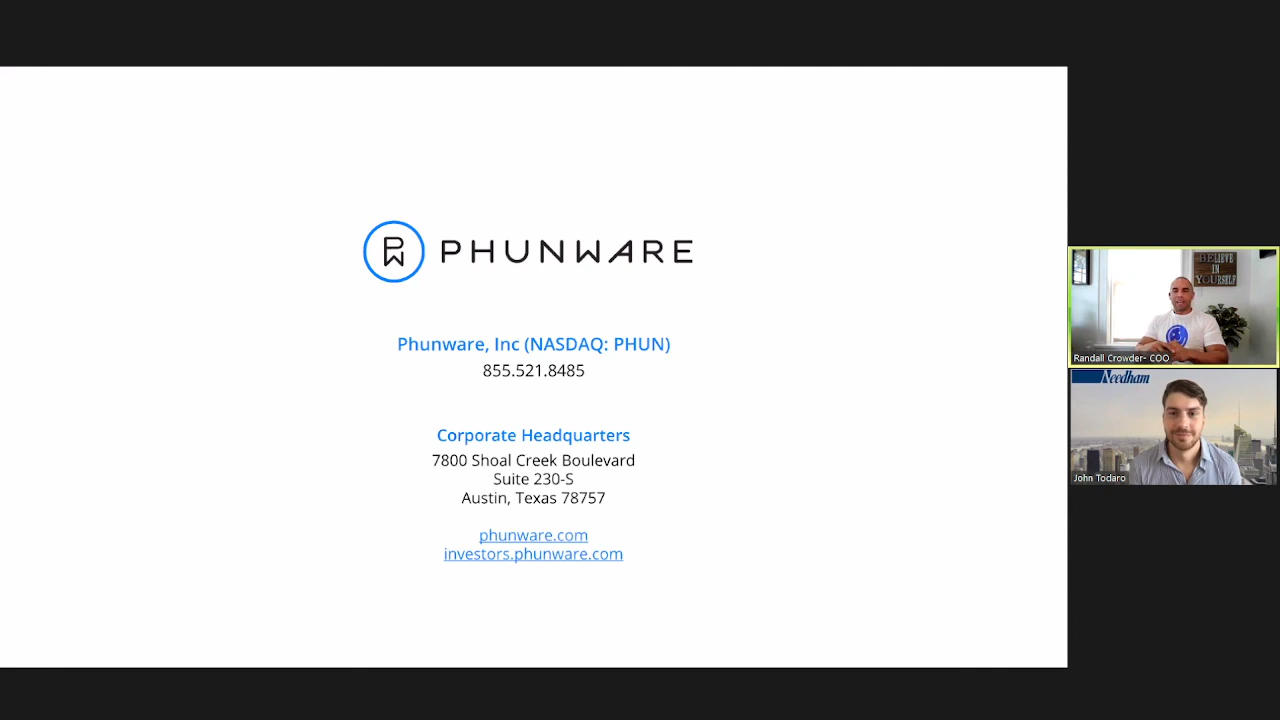 PW PHUNWARE
Phunware, Inc (NASDAQ: PHUN)
855.521.8485
Corporate Headquarters
7800 Shoal Creek Boulevard
Suite 230-S
Austin, Texas 78757
phunware.com
investors.phunware.com
BELIEVE
IN
YOURSELF
Randall Crowder- COO
Needham
John Todaro